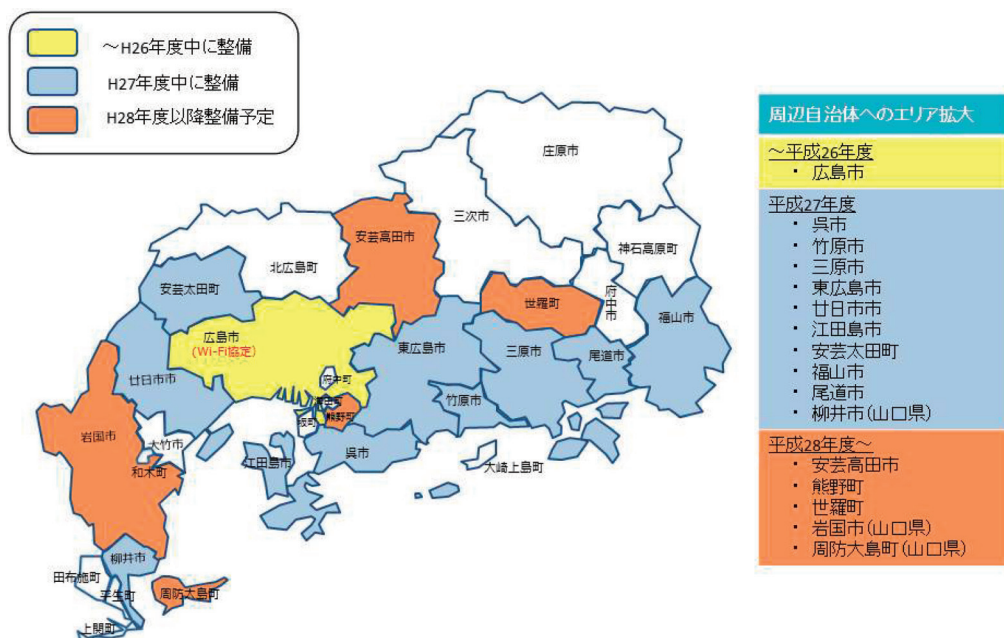 ～H26年度中に整備
H27年度中に整備
H28年度以降整備予定
周辺自治体へのエリア拡大
～平成26年度
・ 広島市
平成27年度
・ 呉市
・ 竹原市
・ 三原市
・ 東広島市
・ 廿日市市
・ 江田島市
・ 安芸太田町
・ 福山市
・ 尾道市
・ 柳井市(山口県)
平成28年度～
・ 安芸高田市
・ 熊野町
・ 世羅町
・ 岩国市(山口県)
・ 周防大島町(山口県)
庄原市
三次市
安芸高田市
神石高原町
北広島町
安芸太田町
世羅町
府中市
福山市
広島市
(Wi-Fi協定)
東広島市
三原市
尾道市
廿日市市
府中町
竹原市
熊野町
坂町
岩国市
大竹市
江田島市
呉市
大崎上島町
和木町
柳井市
田布施町
平生町
周防大島町
上関町